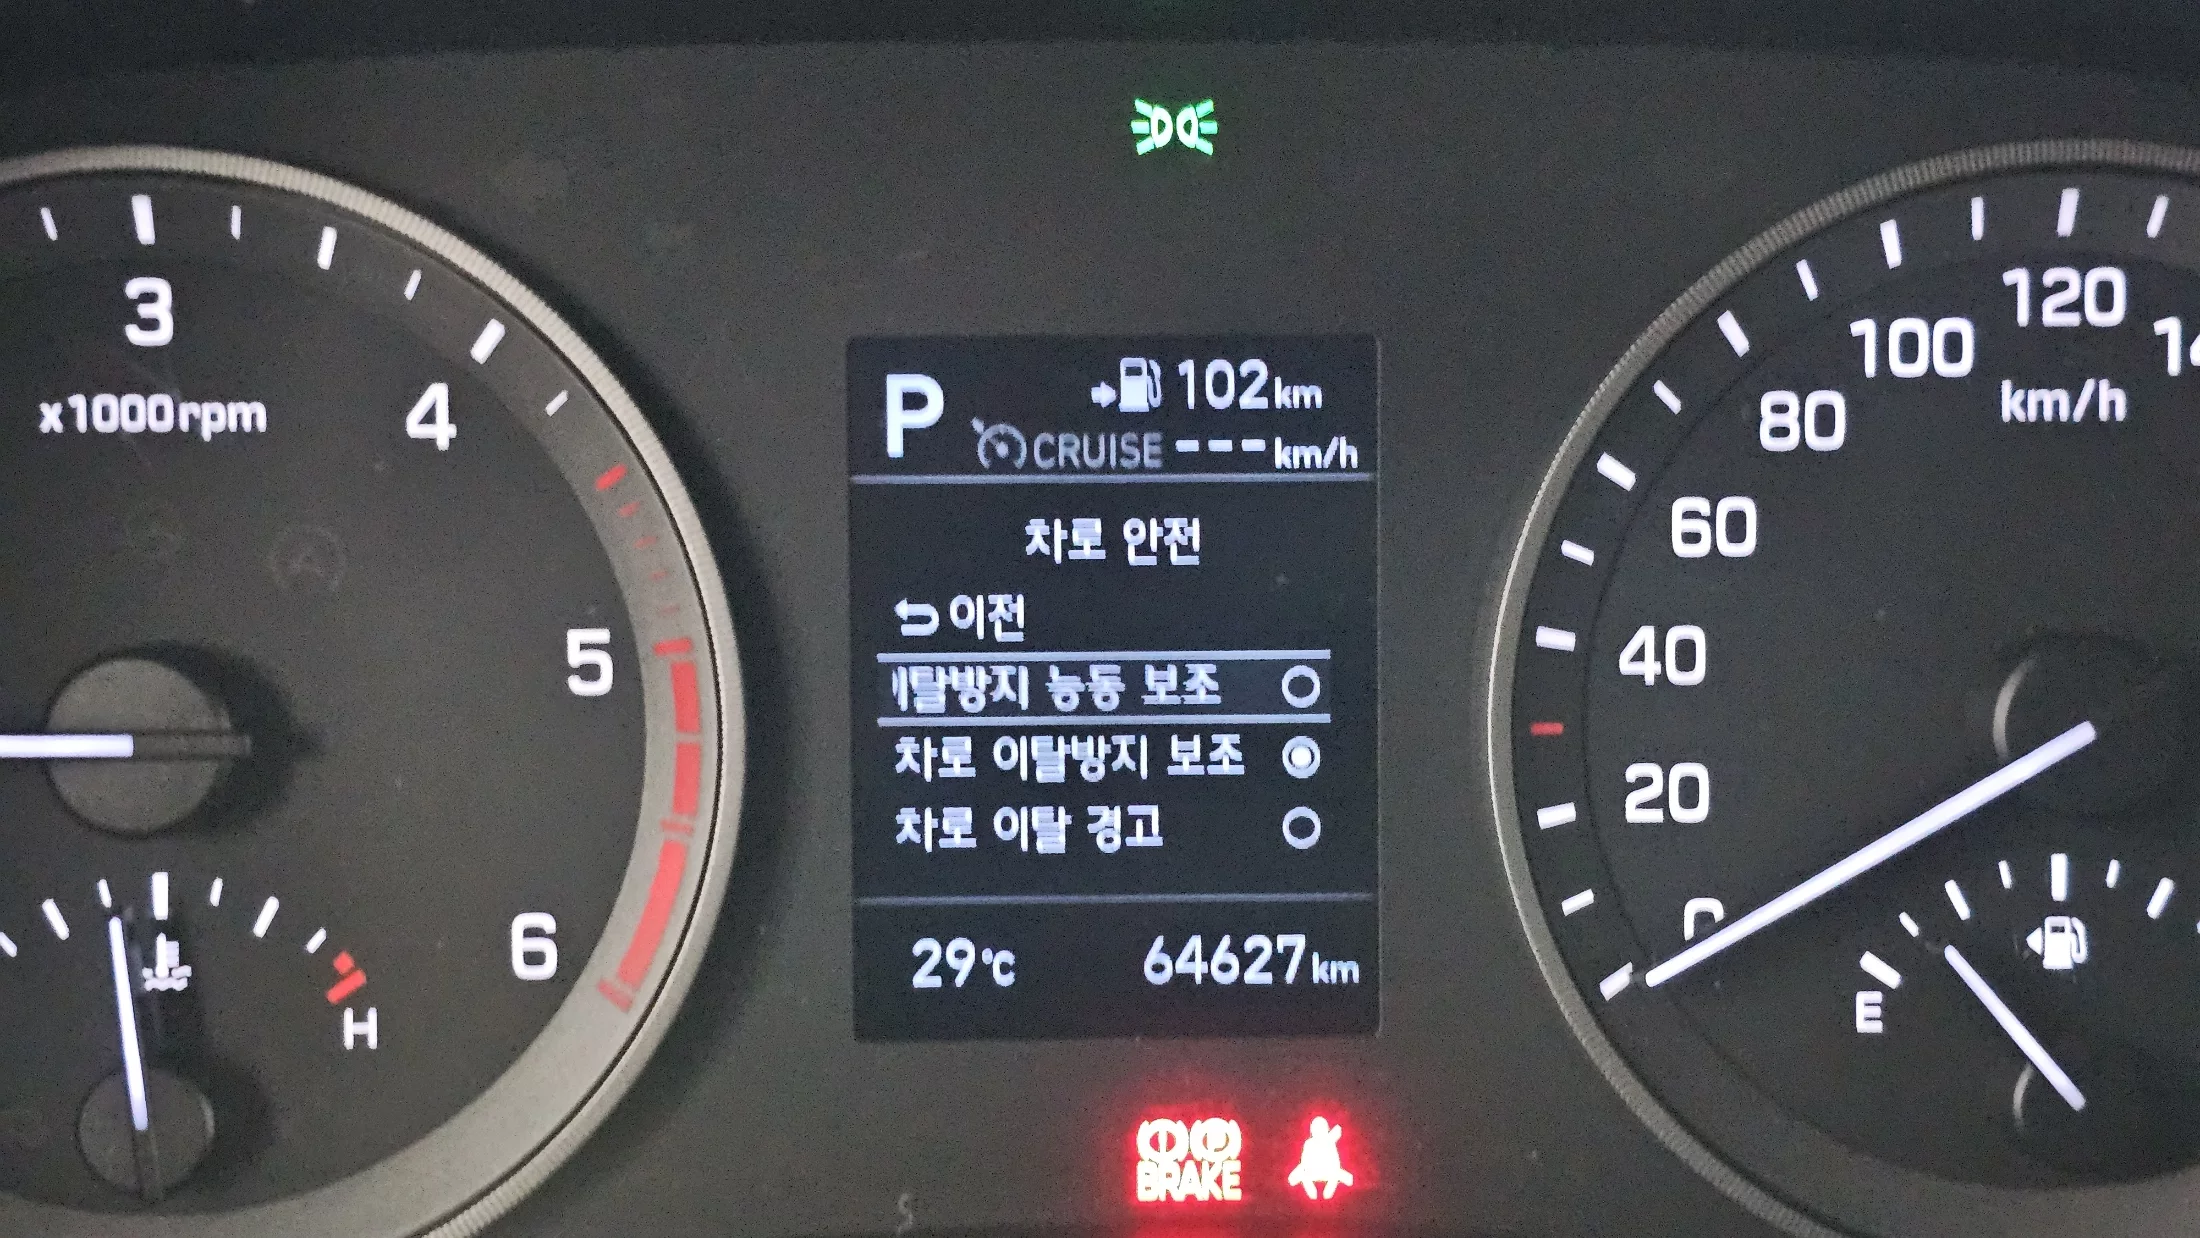 3
x1000rpm
4
5
6
H
P
102km
CRUISE ---km/h
차로 안전
이전
이탈방지 능동 보조
차로 이탈방지 보조
차로 이탈 경고
29°C 64627km
BRAKE
120
100
km/h
80
60
40
20
0
E